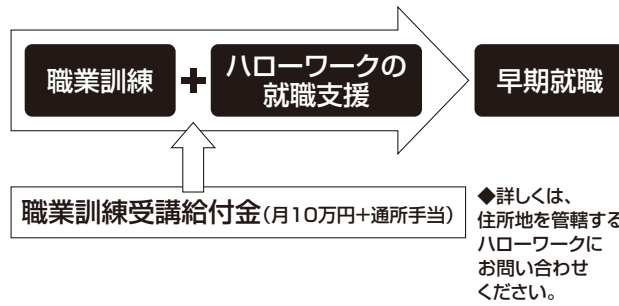 職業訓練
+
ハローワークの
就職支援
早期就職
職業訓練受講給付金(月10万円+通所手当)
◆詳しくは、
住所地を管轄する
ハローワークに
お問い合わせ
ください。